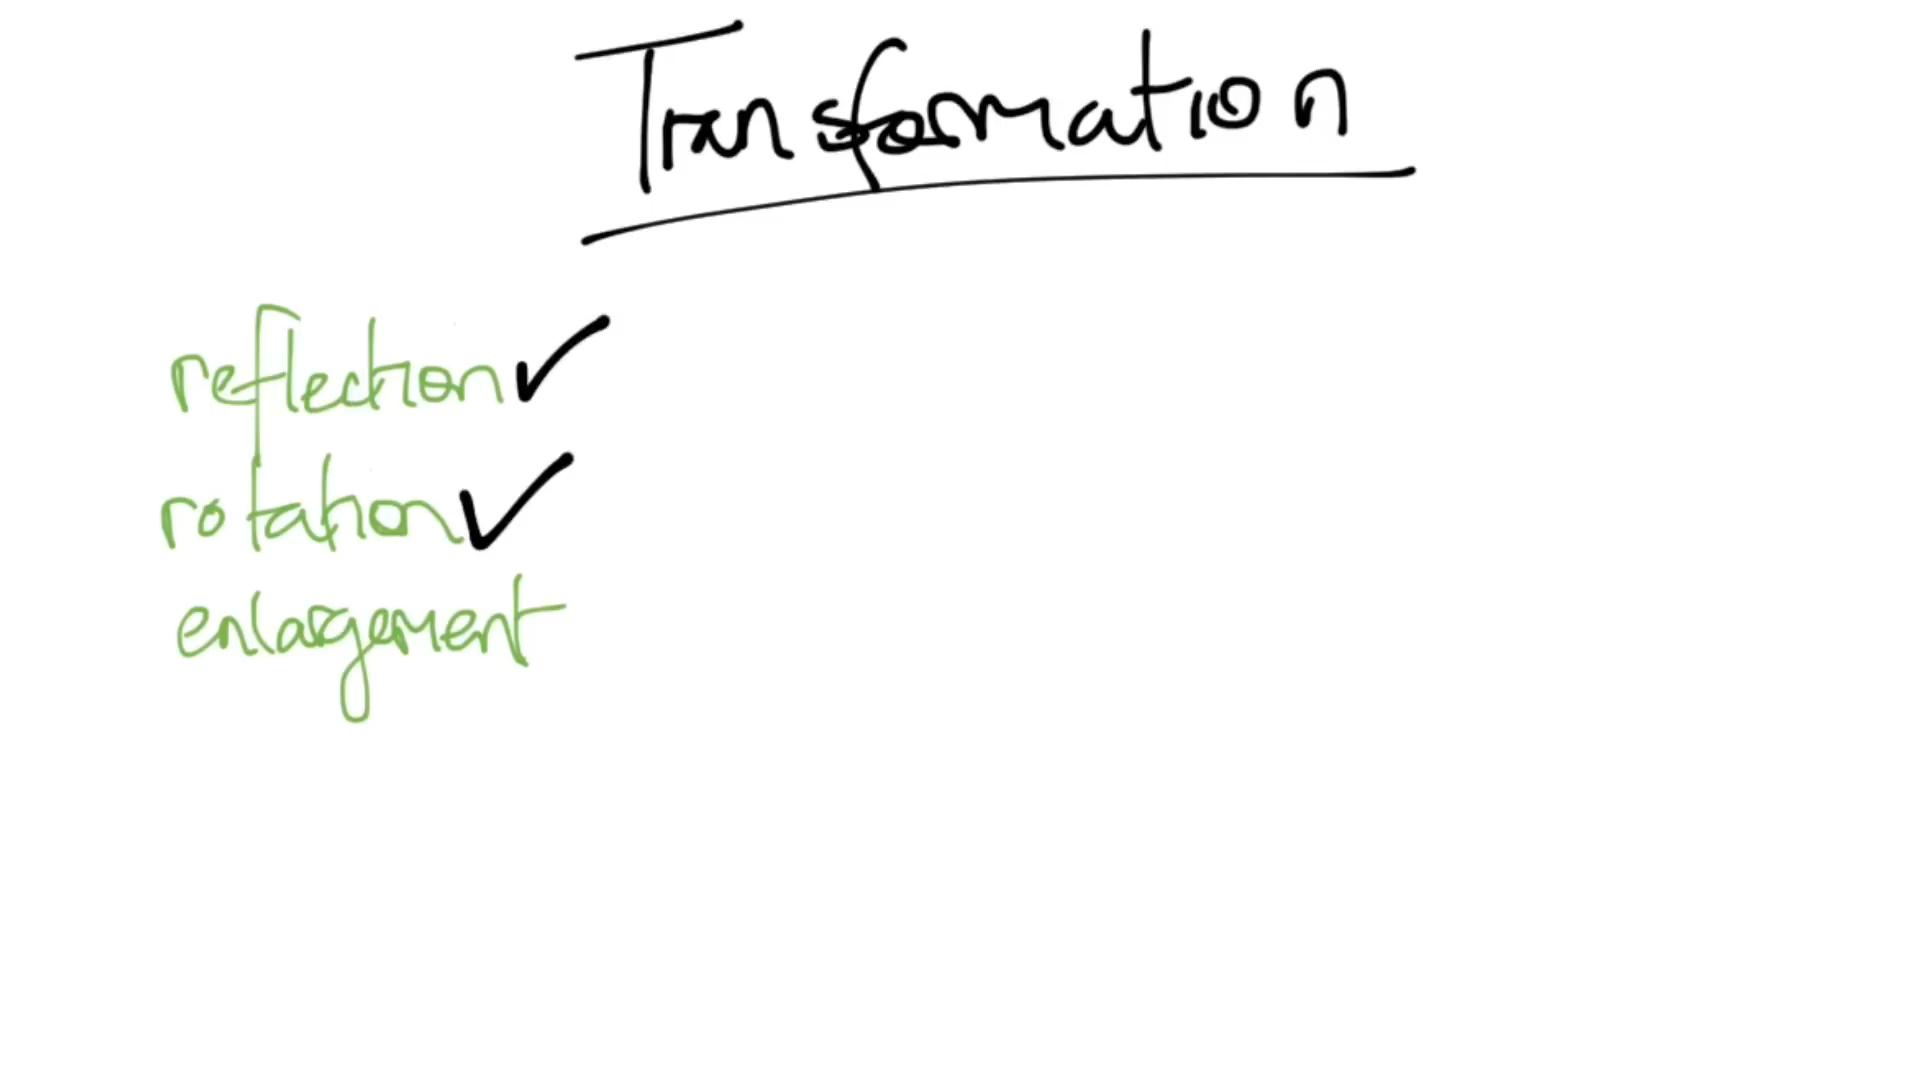 Transformation
reflection ✓
rotation ✓
enlargement